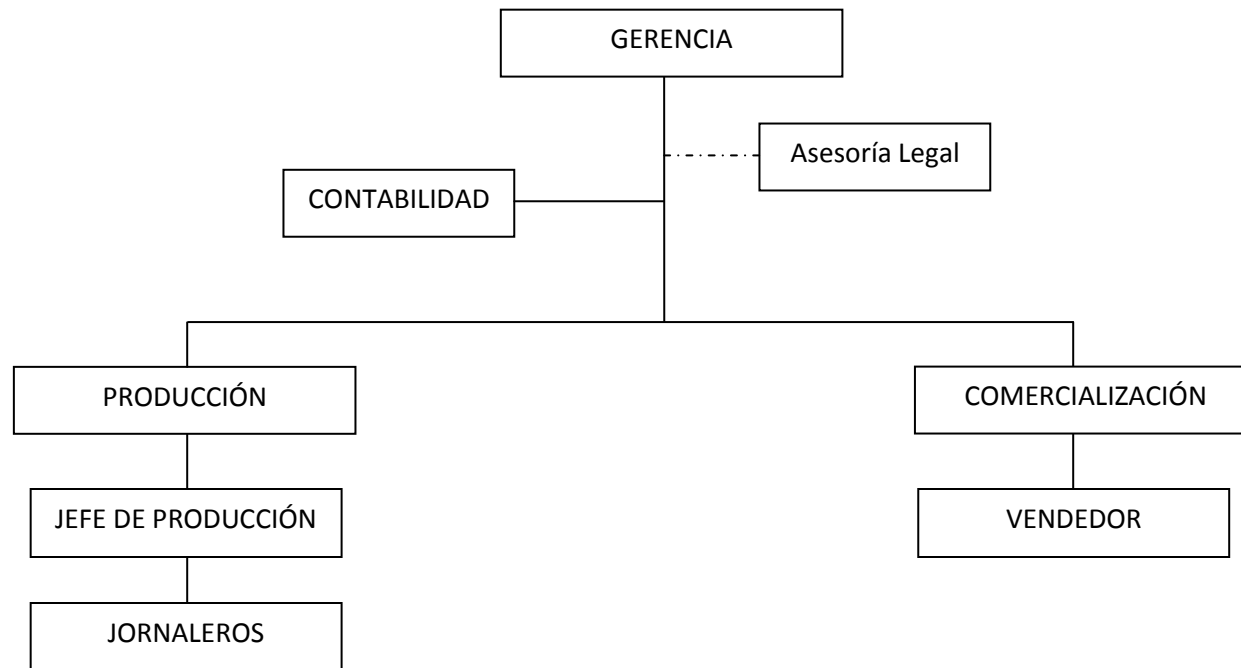 GERENCIA
Asesoría Legal
CONTABILIDAD
PRODUCCIÓN
COMERCIALIZACIÓN
JEFE DE PRODUCCIÓN
VENDEDOR
JORNALEROS